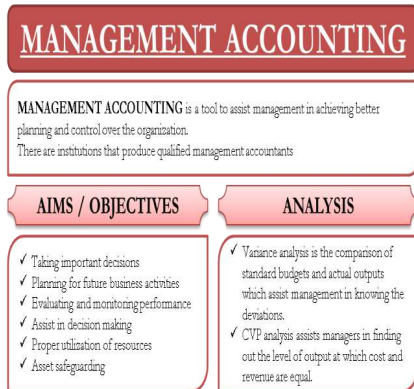 MANAGEMENT ACCOUNTING
MANAGEMENT ACCOUNTING is a tool to assist management in achieving better
planning and control over the organization.
There are institutions that produce qualified management accountants
AIMS / OBJECTIVES
✓ Taking important decisions
✓ Planning for future business activities
✓ Evaluating and monitoring performance
✓ Assist in decision making
✓ Proper utilization of resources
✓ Asset safeguarding
ANALYSIS
✓ Variance analysis is the comparison of
standard budgets and actual outputs
which assist management in knowing the
deviations.
✓ CVP analysis assists managers in finding
out the level of output at which cost and
revenue are equal.